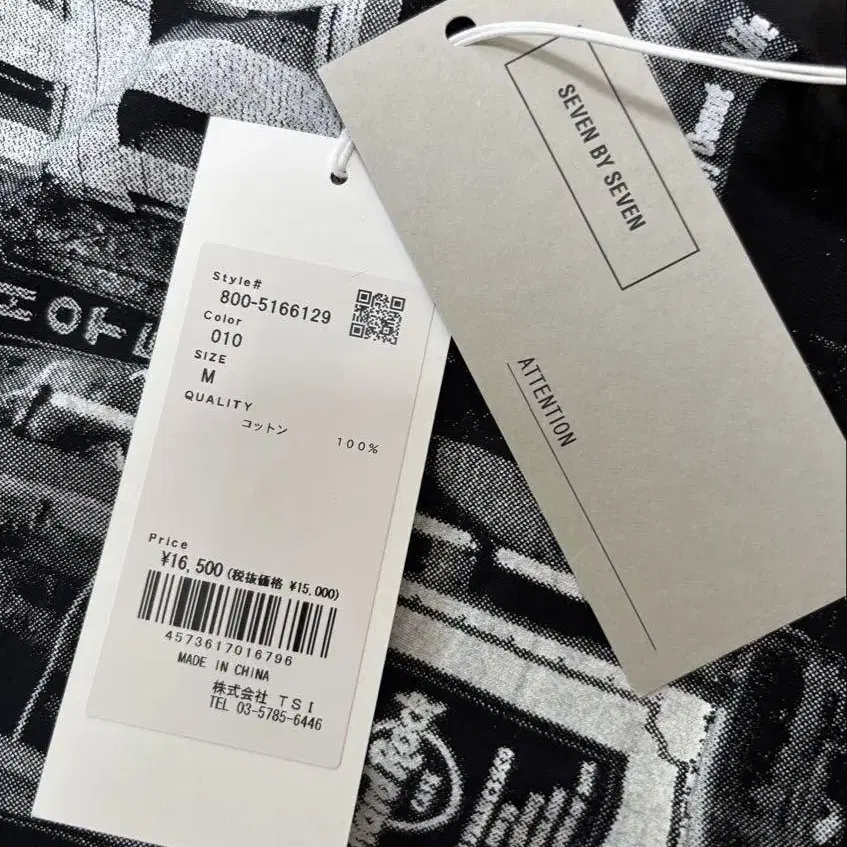 Style#
800-5166129
Color
010
SIZE
M
QUALITY
コットン 100%
Price
¥16,500(税抜価格 ¥15,000)
4573617016796
MADE IN CHINA
株式会社 TSI
TEL 03-5785-6446
SEVEN BY SEVEN
ATTENTION